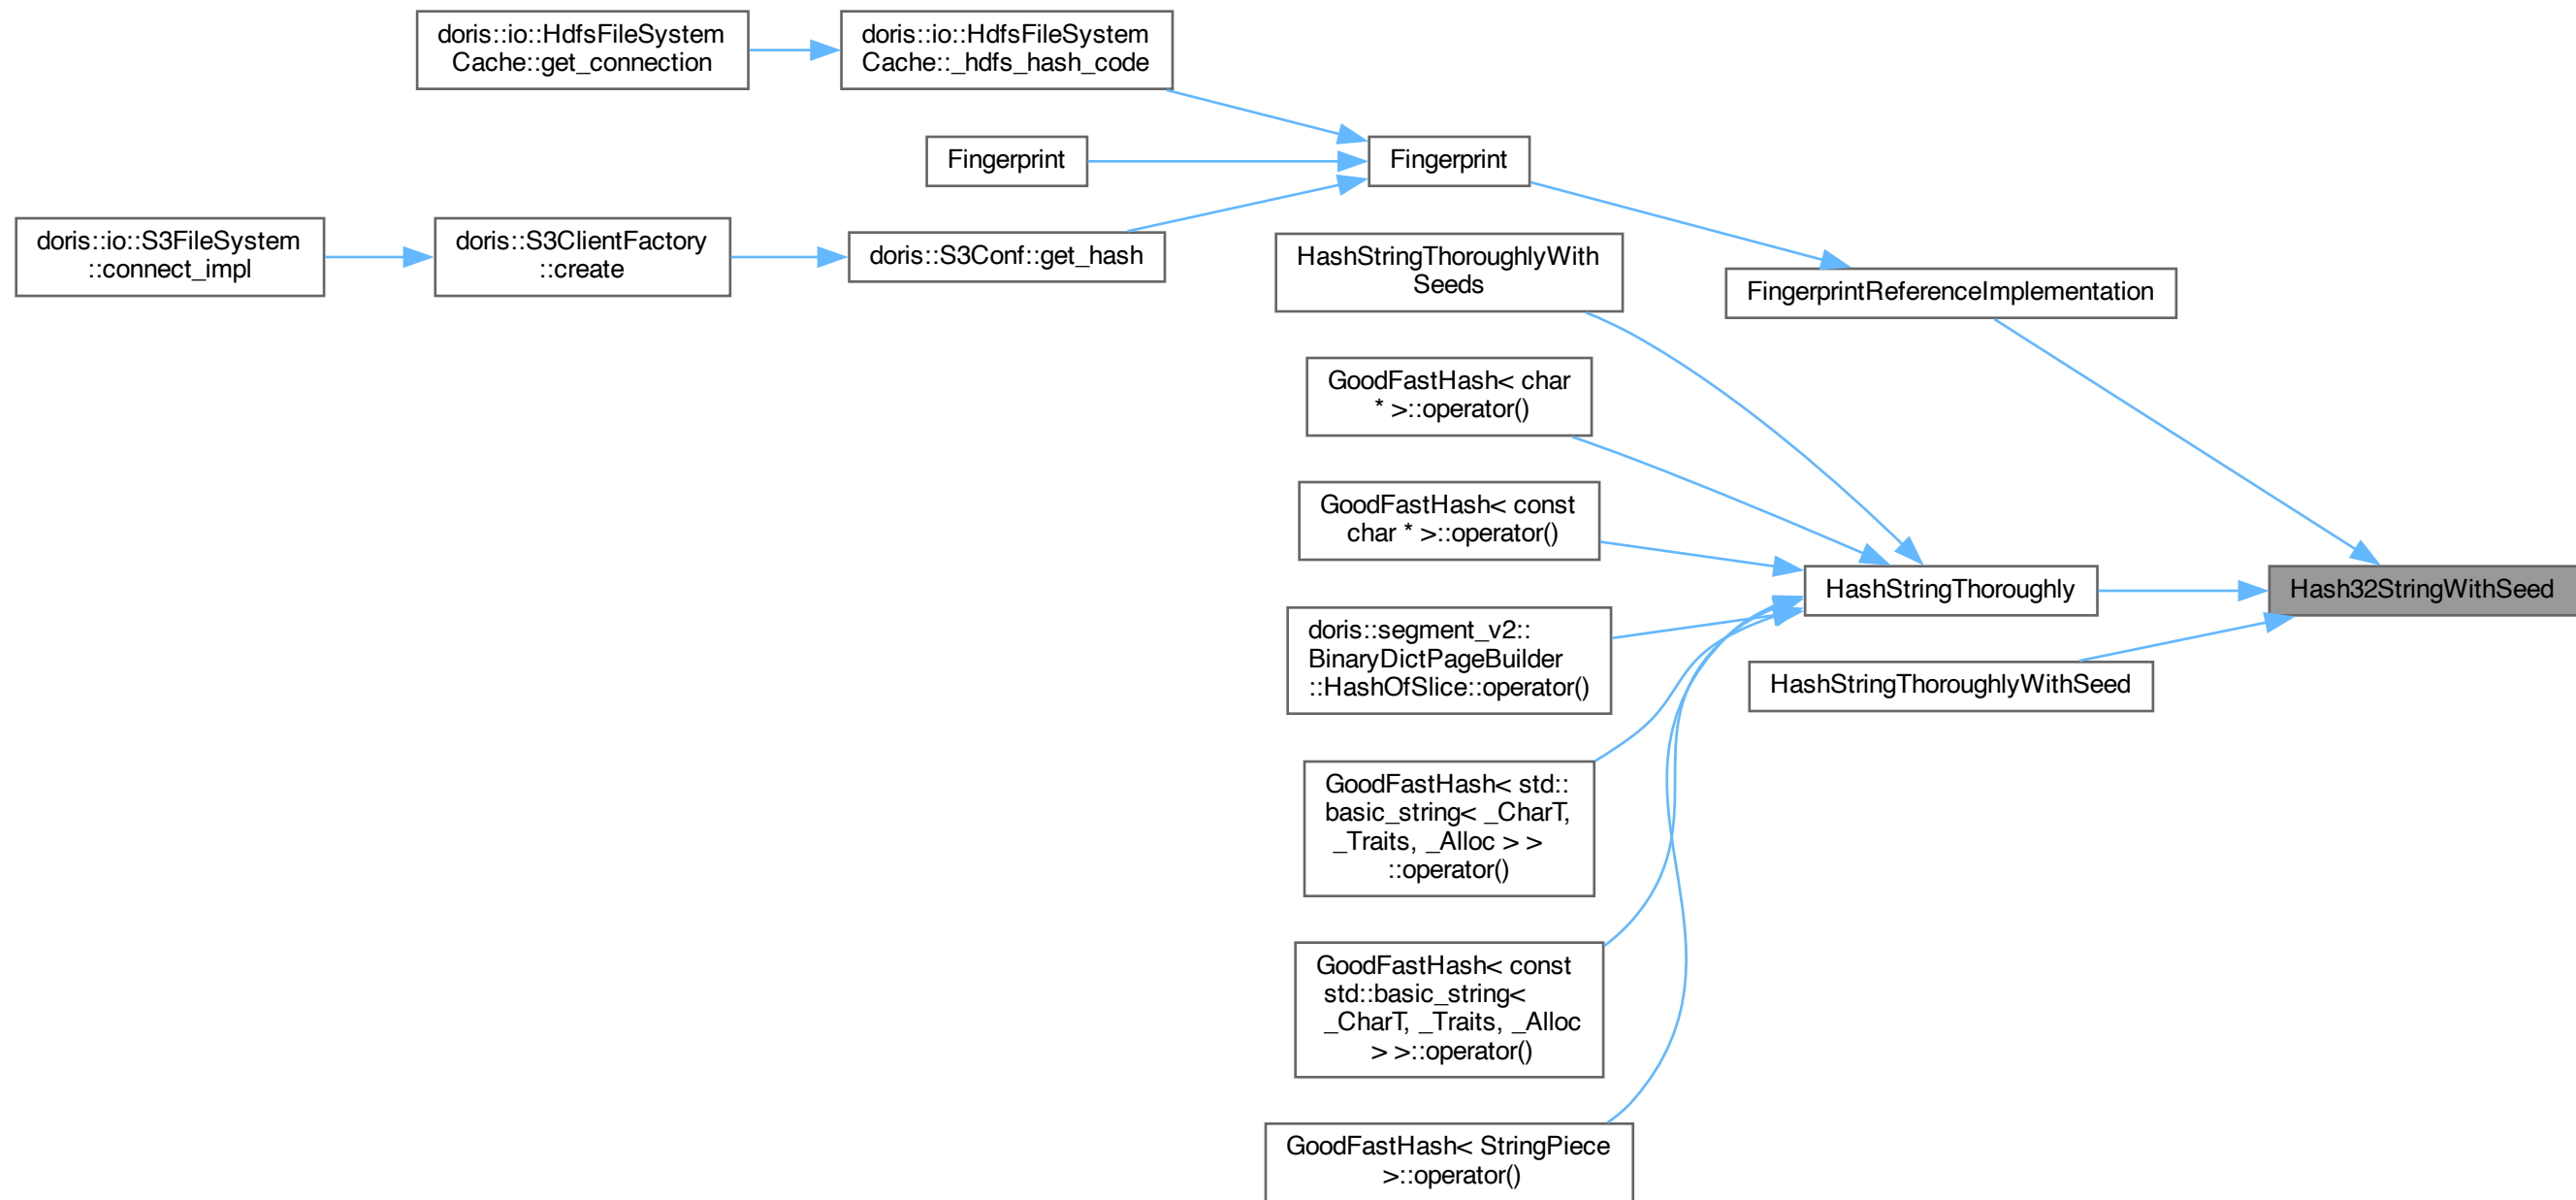 doris::io::HdfsFileSystem
Cache::get_connection
doris::io::HdfsFileSystem
Cache::_hdfs_hash_code
Fingerprint
Fingerprint
doris::io::S3FileSystem
::connect_impl
doris::S3ClientFactory
::create
doris::S3Conf::get_hash
HashStringThoroughlyWith
Seeds
FingerprintReferenceImplementation
GoodFastHash< char
* >::operator()
GoodFastHash< const
char * >::operator()
HashStringThoroughly
Hash32StringWithSeed
doris::segment_v2::
BinaryDictPageBuilder
::HashOfSlice::operator()
HashStringThoroughlyWithSeed
GoodFastHash< std::
basic_string< _CharT,
_Traits, _Alloc > >
::operator()
GoodFastHash< const
std::basic_string<
_CharT, _Traits, _Alloc
> >::operator()
GoodFastHash< StringPiece
>::operator()